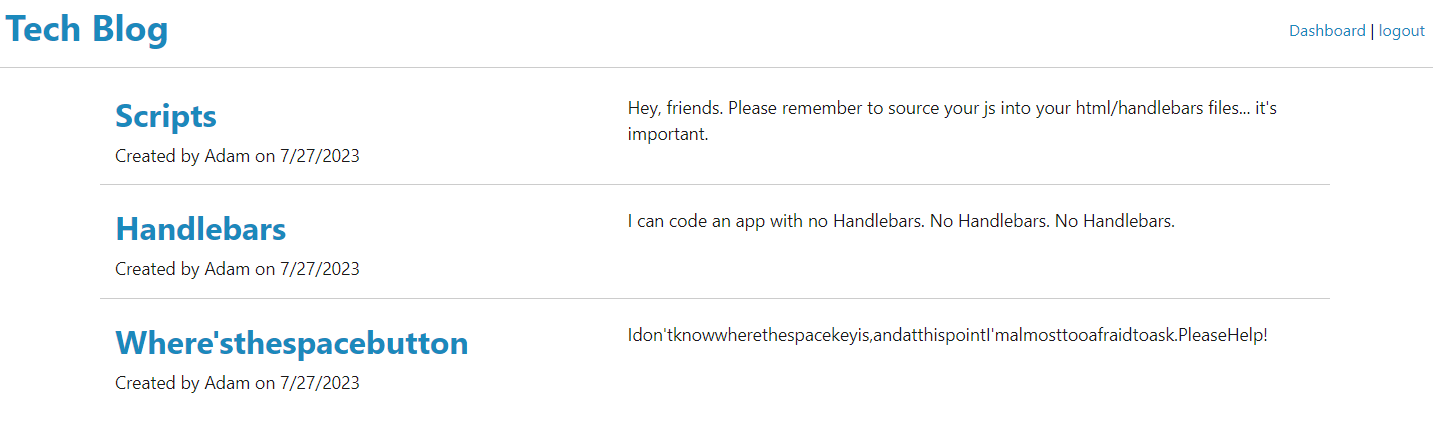 Tech Blog
Dashboard | logout
Scripts
Created by Adam on 7/27/2023
Hey, friends. Please remember to source your js into your html/handlebars files... it's
important.
Handlebars
Created by Adam on 7/27/2023
I can code an app with no Handlebars. No Handlebars. No Handlebars.
Where'sthespacebutton
Created by Adam on 7/27/2023
Idon'tknowwherethespacekeyis,andatthispointI'malmosttooafraidtoask.PleaseHelp!